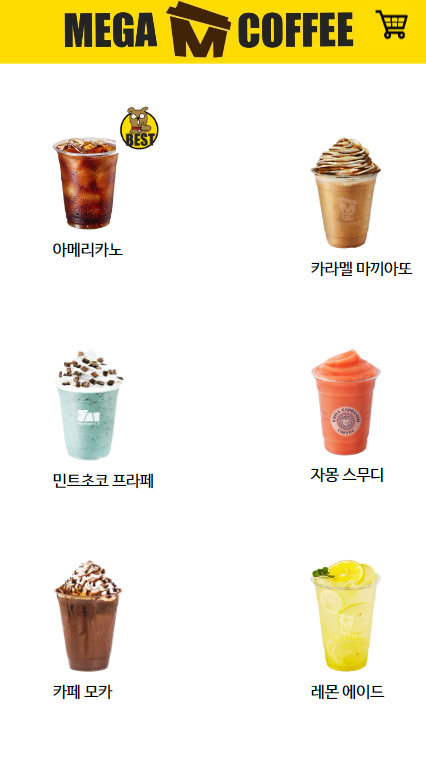 MEGA COFFEE
BEST
아메리카노
카라멜 마끼아또
민트초코 프라페
자몽 스무디
카페 모카
레몬 에이드